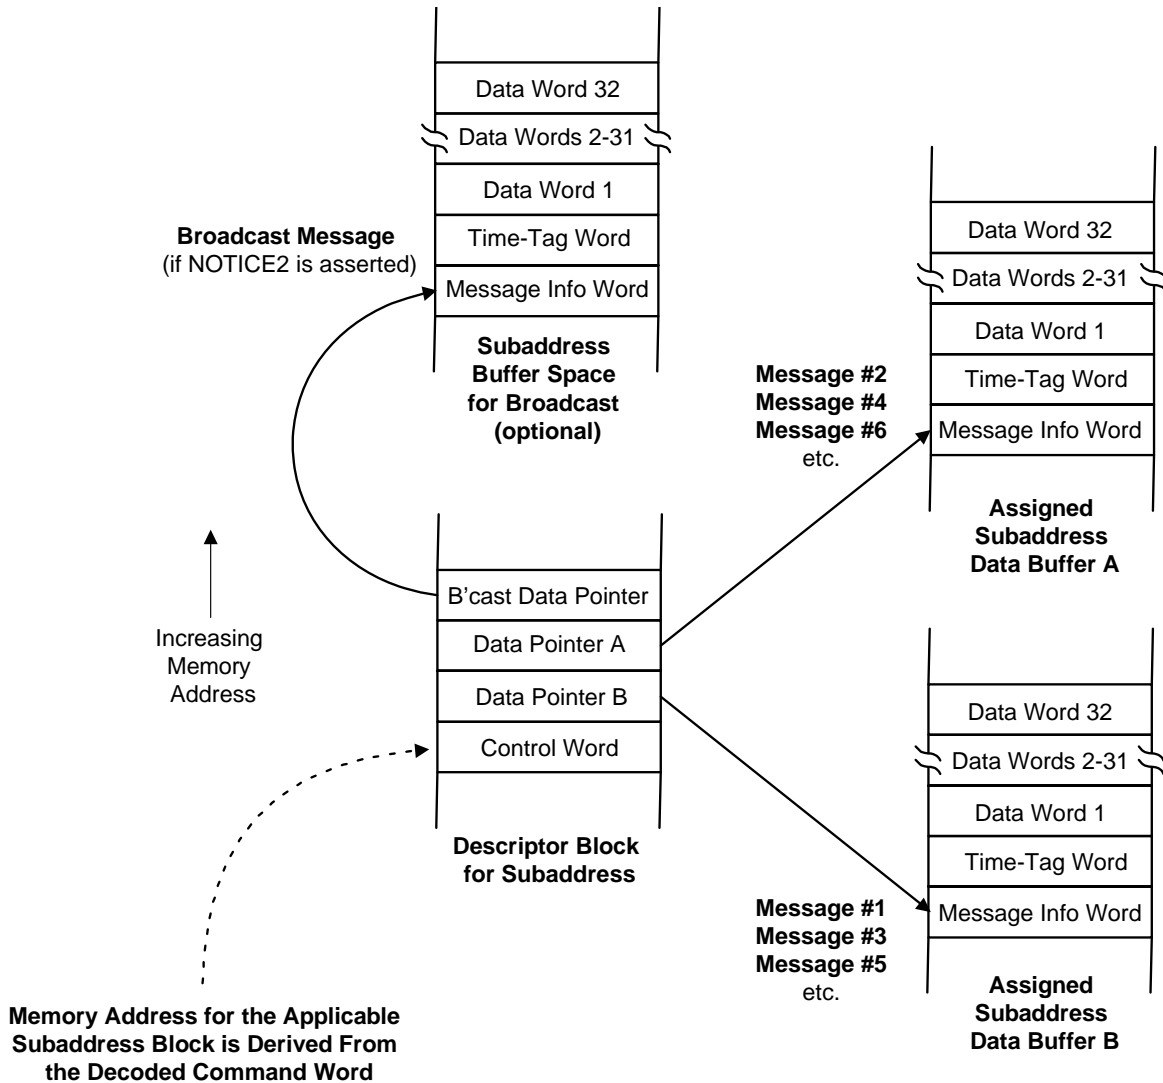 Data Word 32
Data Words 2-31
Data Word 1
Time-Tag Word
Message Info Word
Broadcast Message
(if NOTICE2 is asserted)
Subaddress
Buffer Space
for Broadcast
(optional)
Data Word 32
Data Words 2-31
Data Word 1
Time-Tag Word
Message Info Word
Message #2
Message #4
Message #6
etc.
Assigned
Subaddress
Data Buffer A
Increasing
Memory
Address
B'cast Data Pointer
Data Pointer A
Data Pointer B
Control Word
Descriptor Block
for Subaddress
Data Word 32
Data Words 2-31
Data Word 1
Time-Tag Word
Message Info Word
Message #1
Message #3
Message #5
etc.
Assigned
Subaddress
Data Buffer B
Memory Address for the Applicable
Subaddress Block is Derived From
the Decoded Command Word